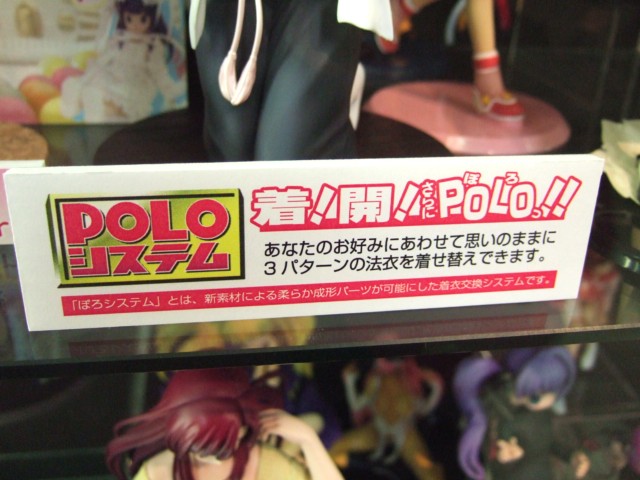 POLO
システム
着!開!さらにPOLOっ!!
ぽろ
あなたのお好みにあわせて思いのままに
3パターンの法衣を着せ替えできます。
「ぽろシステム」とは、新素材による柔らか成形パーツが可能にした着衣交換システムです。